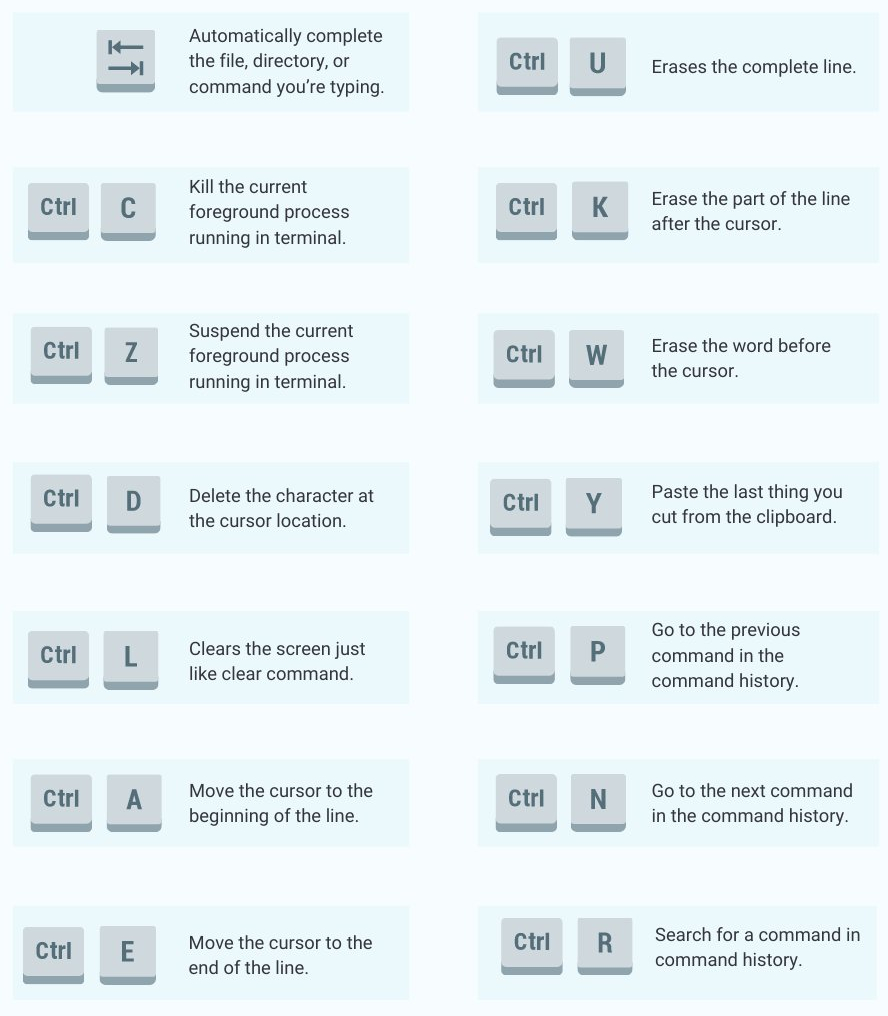 Automatically complete
the file, directory, or
command you're typing.
Ctrl U
Erases the complete line.
Ctrl C
Kill the current
foreground process
running in terminal.
Ctrl K
Erase the part of the line
after the cursor.
Ctrl Z
Suspend the current
foreground process
running in terminal.
Ctrl W
Erase the word before
the cursor.
Ctrl D
Delete the character at
the cursor location.
Ctrl Y
Paste the last thing you
cut from the clipboard.
Ctrl L
Clears the screen just
like clear command.
Ctrl P
Go to the previous
command in the
command history.
Ctrl A
Move the cursor to the
beginning of the line.
Ctrl N
Go to the next command
in the command history.
Ctrl E
Move the cursor to the
end of the line.
Ctrl R
Search for a command in
command history.